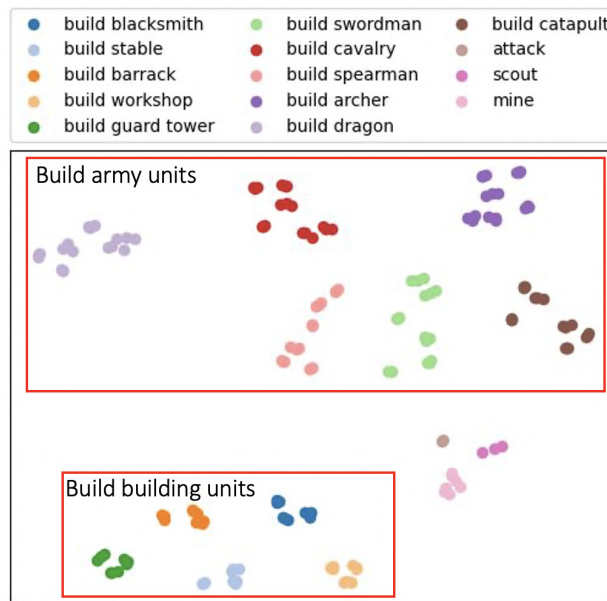 build blacksmith
build stable
build barrack
build workshop
build guard tower
build swordman
build cavalry
build spearman
build archer
build dragon
build catapult
attack
scout
mine
Build army units
Build building units